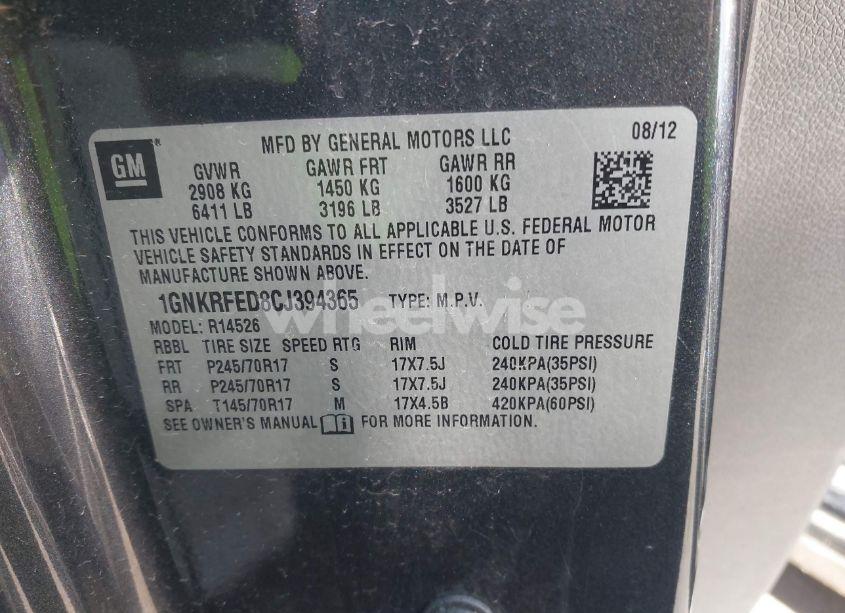 GM
MFD BY GENERAL MOTORS LLC 08/12
GVWR GAWR FRT GAWR RR
2908 KG 1450 KG 1600 KG
6411 LB 3196 LB 3527 LB
THIS VEHICLE CONFORMS TO ALL APPLICABLE U.S. FEDERAL MOTOR
VEHICLE SAFETY STANDARDS IN EFFECT ON THE DATE OF
MANUFACTURE SHOWN ABOVE.
1GNKRFED8CJ394365 TYPE: M.P.V.
wheelwise
MODEL: R14526
RBBL TIRE SIZE SPEED RTG RIM COLD TIRE PRESSURE
FRT P245/70R17 S 17X7.5J 240KPA(35PSI)
RR P245/70R17 S 17X7.5J 240KPA(35PSI)
SPA T145/70R17 M 17X4.5B 420KPA(60PSI)
SEE OWNER'S MANUAL FOR MORE INFORMATION.